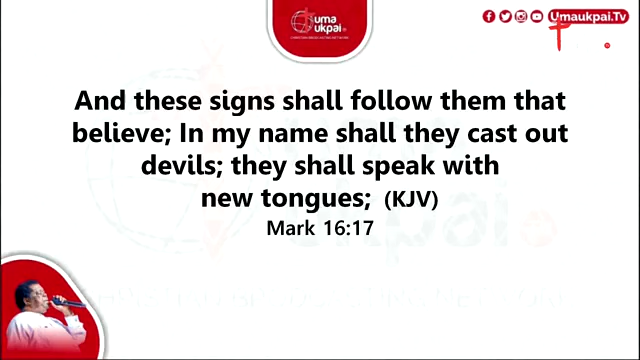 uma
ukpai
Umaukpai.Tv
And these signs shall follow them that
believe; In my name shall they cast out
devils; they shall speak with
new tongues; (KJV)
Mark 16:17
ukpai